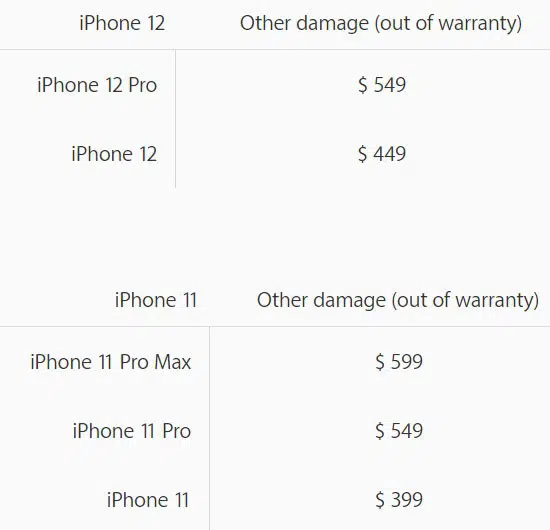 iPhone 12 Other damage (out of warranty)
iPhone 12 Pro $ 549
iPhone 12 $ 449
iPhone 11 Other damage (out of warranty)
iPhone 11 Pro Max $ 599
iPhone 11 Pro $ 549
iPhone 11 $ 399